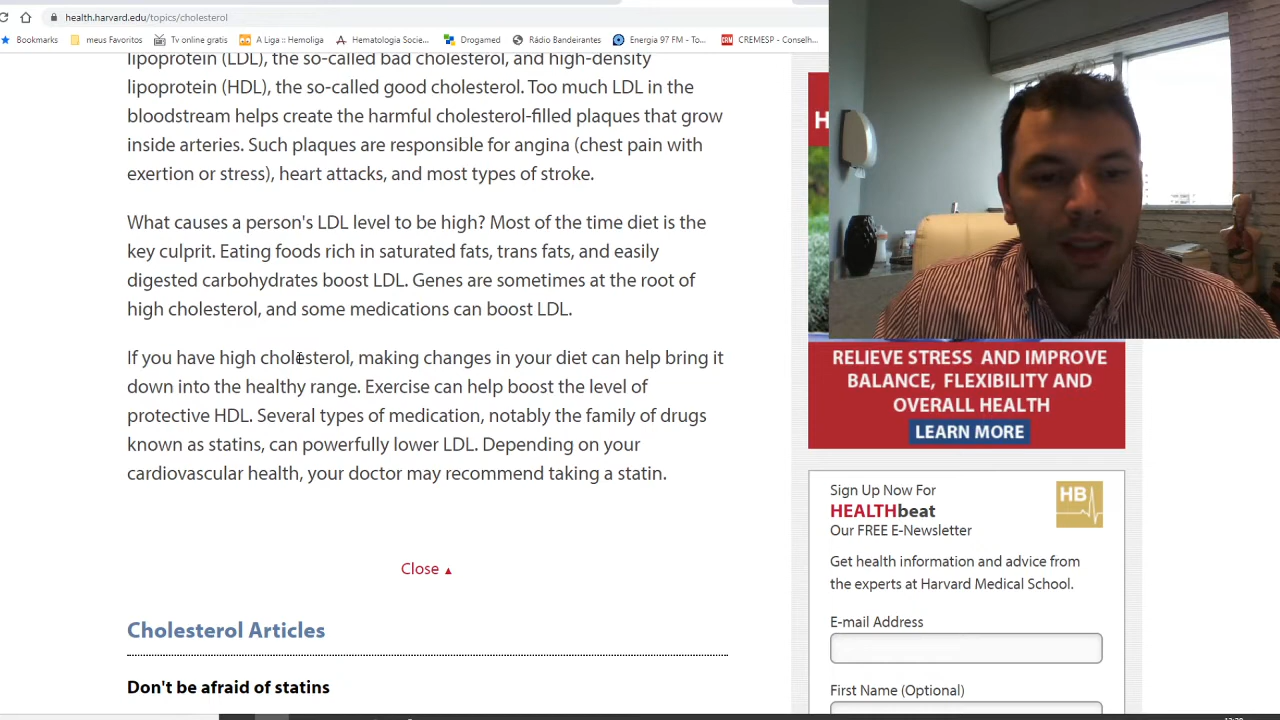 health.harvard.edu/topics/cholesterol
Bookmarks meus Favoritos Tv online gratis A Liga :: Hemoliga Hematologia Socie... Drogamed Rádio Bandeirantes Energia 97 FM - To... CRM CREMESP - Conselh...
lipoprotein (LDL), the so-called bad cholesterol, and high-density
lipoprotein (HDL), the so-called good cholesterol. Too much LDL in the
bloodstream helps create the harmful cholesterol-filled plaques that grow
inside arteries. Such plaques are responsible for angina (chest pain with
exertion or stress), heart attacks, and most types of stroke.
What causes a person's LDL level to be high? Most of the time diet is the
key culprit. Eating foods rich in saturated fats, trans fats, and easily
digested carbohydrates boost LDL. Genes are sometimes at the root of
high cholesterol, and some medications can boost LDL.
If you have high cholesterol, making changes in your diet can help bring it
down into the healthy range. Exercise can help boost the level of
protective HDL. Several types of medication, notably the family of drugs
known as statins, can powerfully lower LDL. Depending on your
cardiovascular health, your doctor may recommend taking a statin.
Close ▲
Cholesterol Articles
Don't be afraid of statins
H
RELIEVE STRESS AND IMPROVE
BALANCE, FLEXIBILITY AND
OVERALL HEALTH
LEARN MORE
Sign Up Now For
HEALTHbeat
Our FREE E-Newsletter
HB
Get health information and advice from
the experts at Harvard Medical School.
E-mail Address
First Name (Optional)